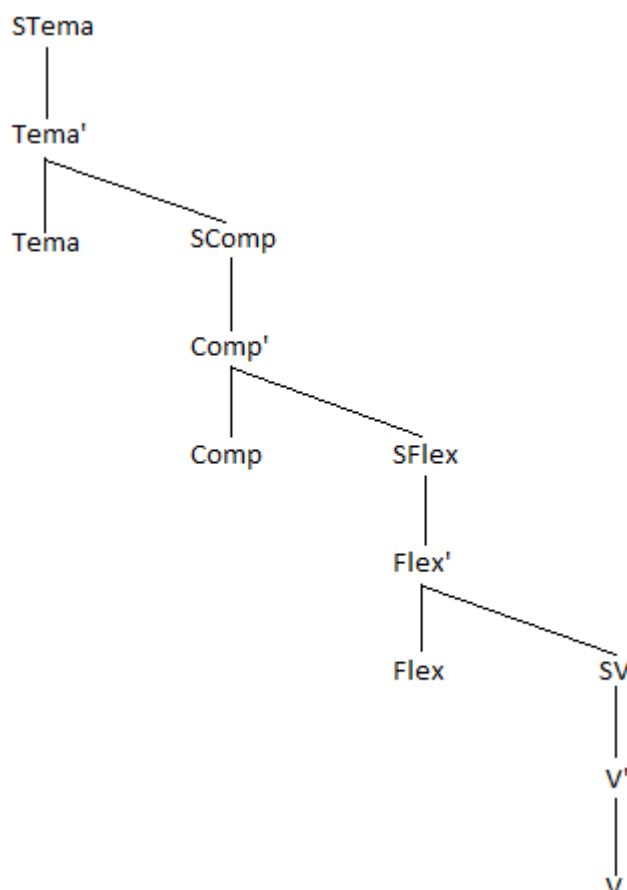 STema
Tema'
Tema SComp
Comp'
Comp SFlex
Flex'
Flex SV
V'
V